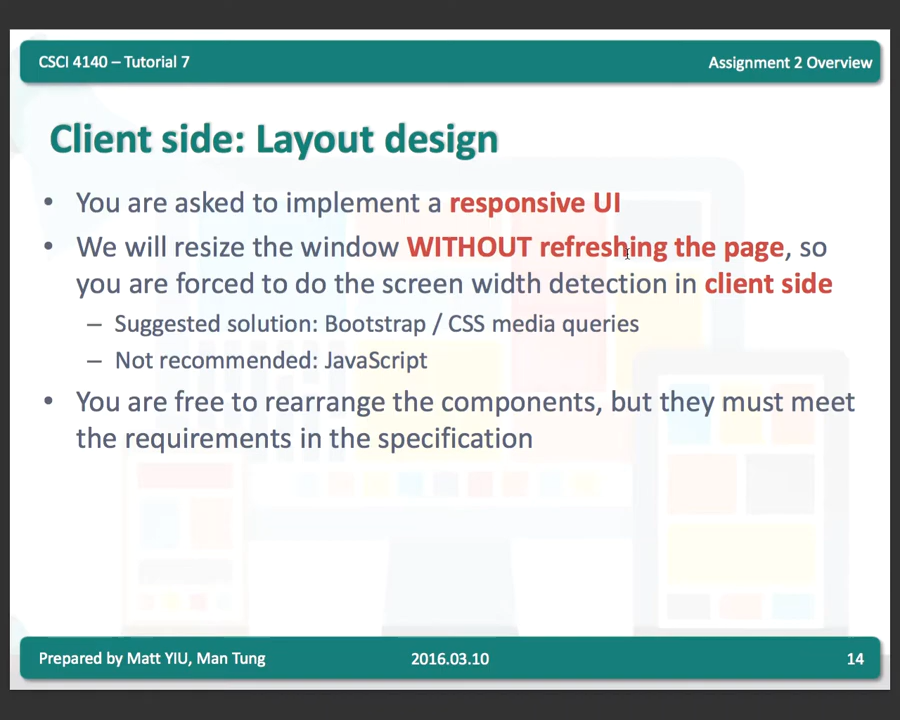 CSCI 4140 – Tutorial 7
Assignment 2 Overview
Client side: Layout design
• You are asked to implement a responsive UI
• We will resize the window WITHOUT refreshing the page, so
you are forced to do the screen width detection in client side
– Suggested solution: Bootstrap / CSS media queries
– Not recommended: JavaScript
• You are free to rearrange the components, but they must meet
the requirements in the specification
Prepared by Matt YIU, Man Tung
2016.03.10
14